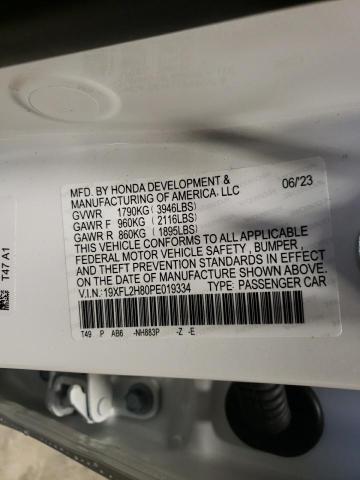 MFD. BY HONDA DEVELOPMENT &
MANUFACTURING OF AMERICA. LLC
06/'23
GVWR 1790KG (3946LBS)
GAWR F 960KG (2116LBS)
GAWR R 860KG (1895LBS)
THIS VEHICLE CONFORMS TO ALL APPLICABLE
FEDERAL MOTOR VEHICLE SAFETY , BUMPER ,
AND THEFT PREVENTION STANDARDS IN EFFECT
ON THE DATE OF MANUFACTURE SHOWN ABOVE.
V.I.N.: 19XFL2H80PE019334 TYPE: PASSENGER CAR
T49 P AB6 -NH883P -Z -E
T47 A1